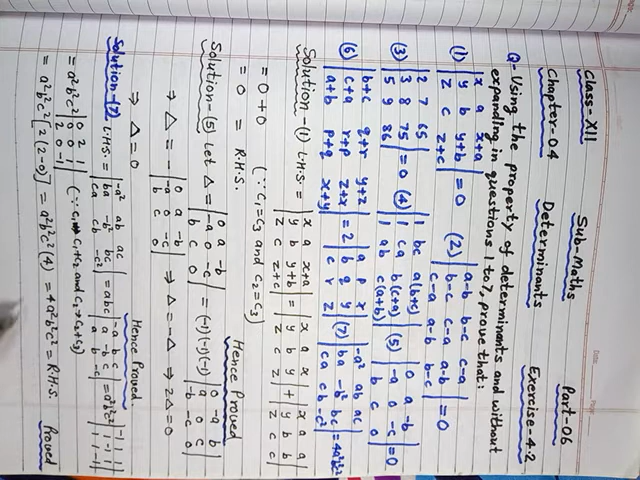 Date:
Page:
Class-XII Sub-Maths Part-06
Chapter-04 Determinants Exercise-4.2
Q- Using the property of determinants and without
expanding in questions 1 to 7, prove that:
(1) |x a x+a| = 0 (2) |a-b b-c c-a| = 0
|y b y+b| |b-c c-a a-b|
|z c z+c| |c-a a-b b-c|
(3) |2 7 65| = 0 (4) |1 bc a(b+c)| (5) |0 a -b| = 0
|3 8 75| |1 ca b(c+a)| |-a 0 -c|
|5 9 86| |1 ab c(a+b)| |b c 0|
(6) |b+c q+r y+z| = 2 |a p x| (7) |-a² ab ac| = 4a²b²c²
|c+a r+p z+x| |b q y| |ba -b² bc|
|a+b p+q x+y| |c r z| |ca cb -c²|
Solution-(1) L.H.S. = |x a x+a| = |x a x| + |x a a|
|y b y+b| |y b y| |y b b|
|z c z+c| |z c z| |z c c|
= 0+0 (∵ c₁=c₃ and c₂=c₃)
= 0 = R.H.S. Hence Proved
Solution-(5) Let Δ = |0 a -b| = (-1)(-1)(-1) |0 -a b|
|-a 0 -c| |a 0 c|
|b c 0| |-b -c 0|
⇒ Δ = - |0 a -b| ⇒ Δ = -Δ ⇒ 2Δ = 0
|-a 0 -c|
|b c 0|
⇒ Δ = 0 Hence Proved
Solution-(7) L.H.S. = |-a² ab ac| = abc |-a b c| = a²b²c² |-1 1 1|
|ba -b² bc| |a -b c| |1 -1 1|
|ca cb -c²| |a b -c| |1 1 -1|
= a²b²c² |0 2 1| (∵ c₁→c₁+c₂ and c₂→c₂+c₃)
|0 0 1|
|2 0 -1|
= a²b²c² [2(2-0)] = a²b²c²(4) = 4a²b²c² = R.H.S. Proved